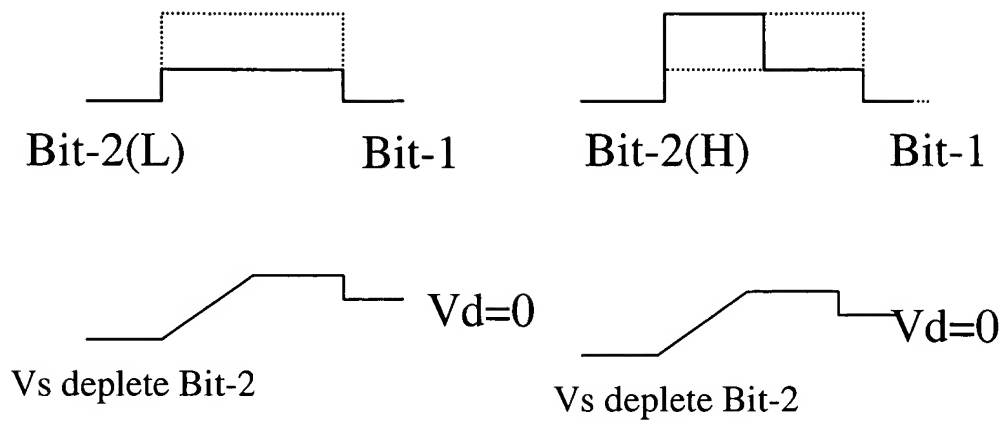 Bit-2(L) Bit-1 Bit-2(H) Bit-1
Vd=0 Vd=0
Vs deplete Bit-2 Vs deplete Bit-2